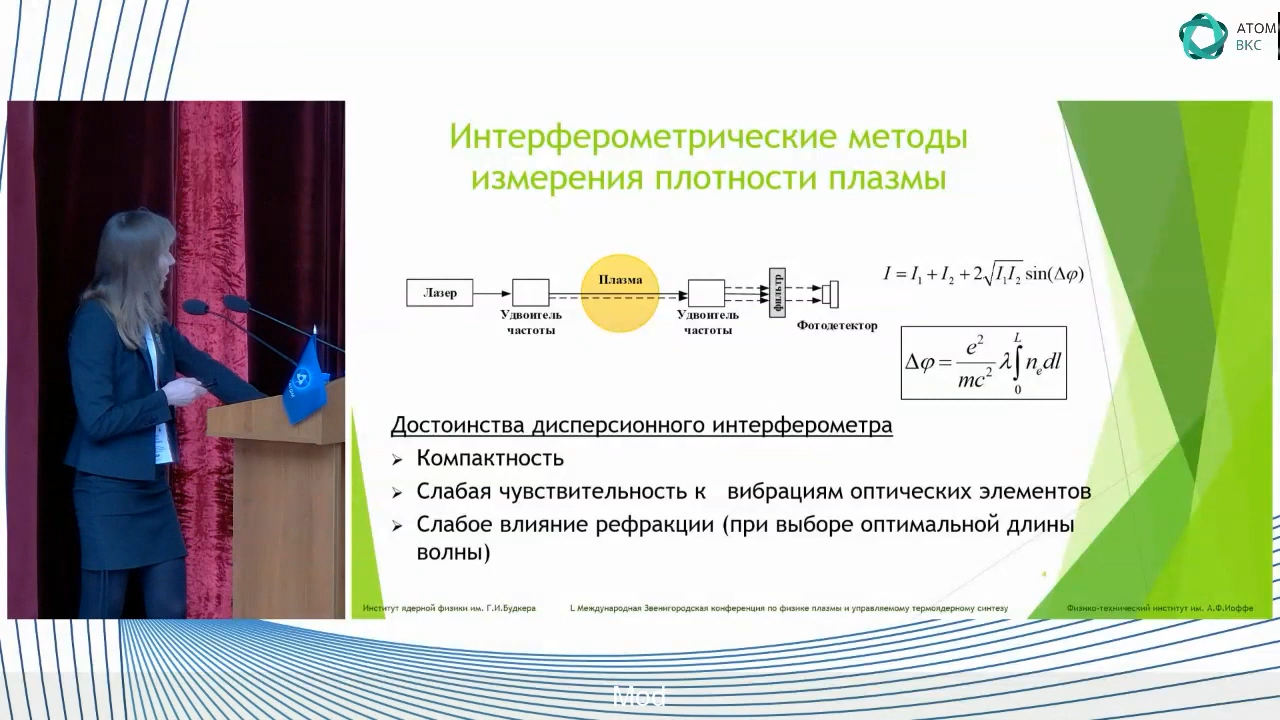 АТОМ
ВКС
Интерферометрические методы
измерения плотности плазмы
Лазер
Удвоитель
частоты
Плазма
Удвоитель
частоты
фильтр
Фотодетектор
I = I₁ + I₂ + 2√I₁I₂ sin(Δφ)
Δφ = e²/mc² λ ∫₀ᴸ nₑdl
Достоинства дисперсионного интерферометра
Компактность
Слабая чувствительность к вибрациям оптических элементов
Слабое влияние рефракции (при выборе оптимальной длины
волны)
Институт ядерной физики им. Г.И.Будкера
L Международная Звенигородская конференция по физике плазмы и управляемому термоядерному синтезу
Физико-технический институт им. А.Ф.Иоффе
Mod